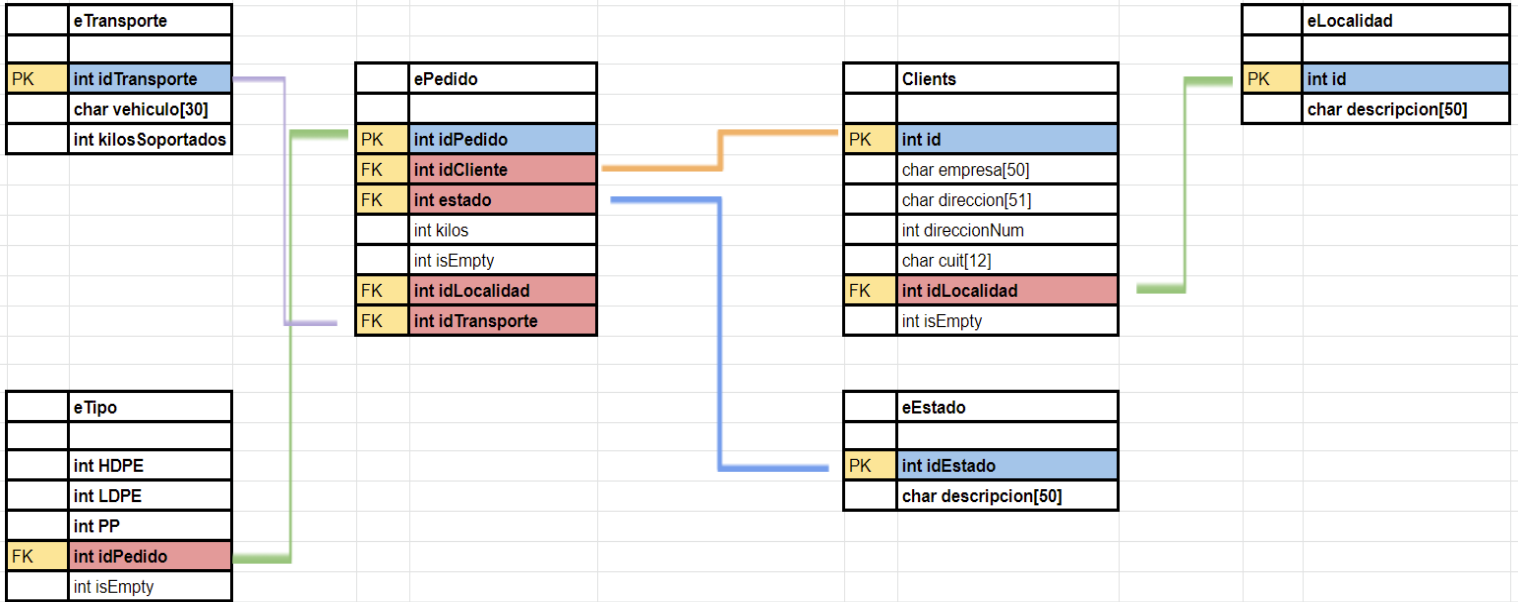 eTransporte
PK int idTransporte
char vehiculo[30]
int kilosSoportados
ePedido
PK int idPedido
FK int idCliente
FK int estado
int kilos
int isEmpty
FK int idLocalidad
FK int idTransporte
Clients
PK int id
char empresa[50]
char direccion[51]
int direccionNum
char cuit[12]
FK int idLocalidad
int isEmpty
eLocalidad
PK int id
char descripcion[50]
eTipo
int HDPE
int LDPE
int PP
FK int idPedido
int isEmpty
eEstado
PK int idEstado
char descripcion[50]